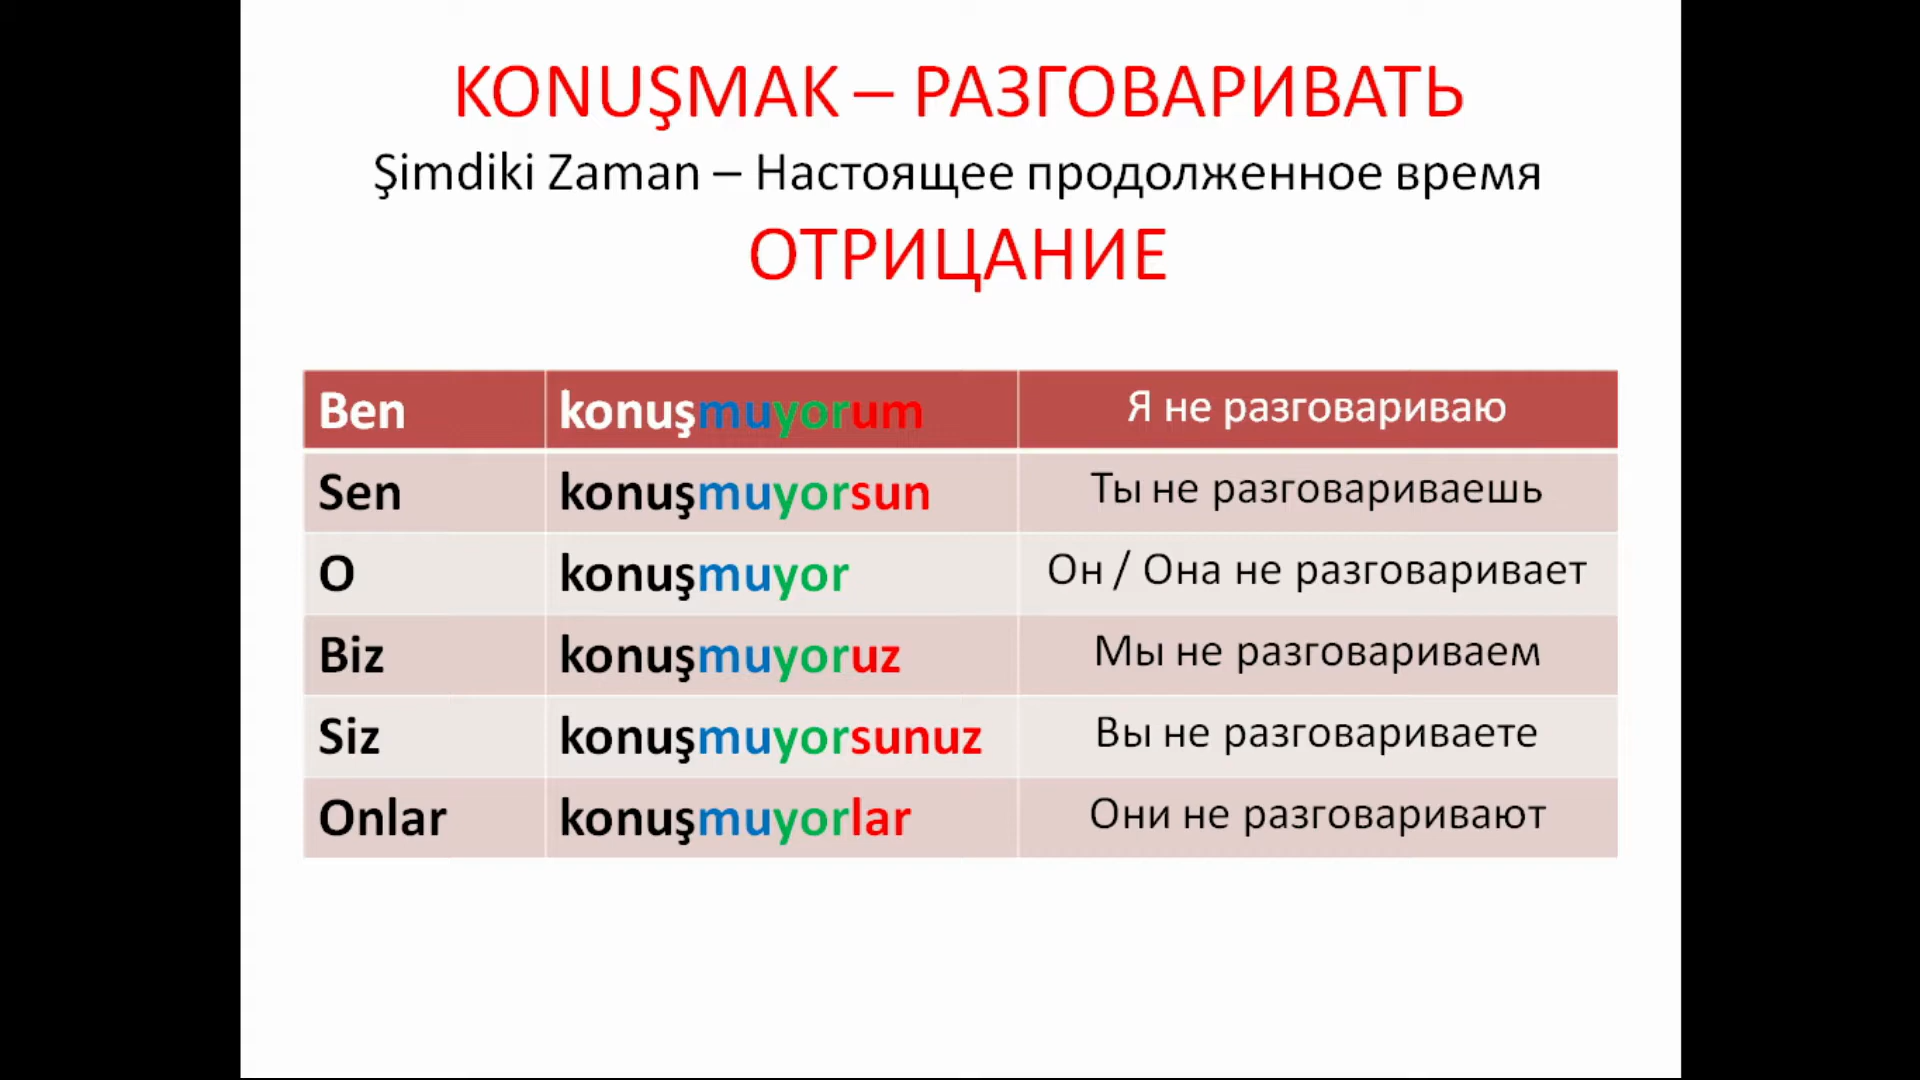 KONUŞMAK – РАЗГОВАРИВАТЬ
Şimdiki Zaman – Настоящее продолженное время
ОТРИЦАНИЕ
Ben konuşmuyorum Я не разговариваю
Sen konuşmuyorsun Ты не разговариваешь
O konuşmuyor Он / Она не разговаривает
Biz konuşmuyoruz Мы не разговариваем
Siz konuşmuyorsunuz Вы не разговариваете
Onlar konuşmuyorlar Они не разговаривают